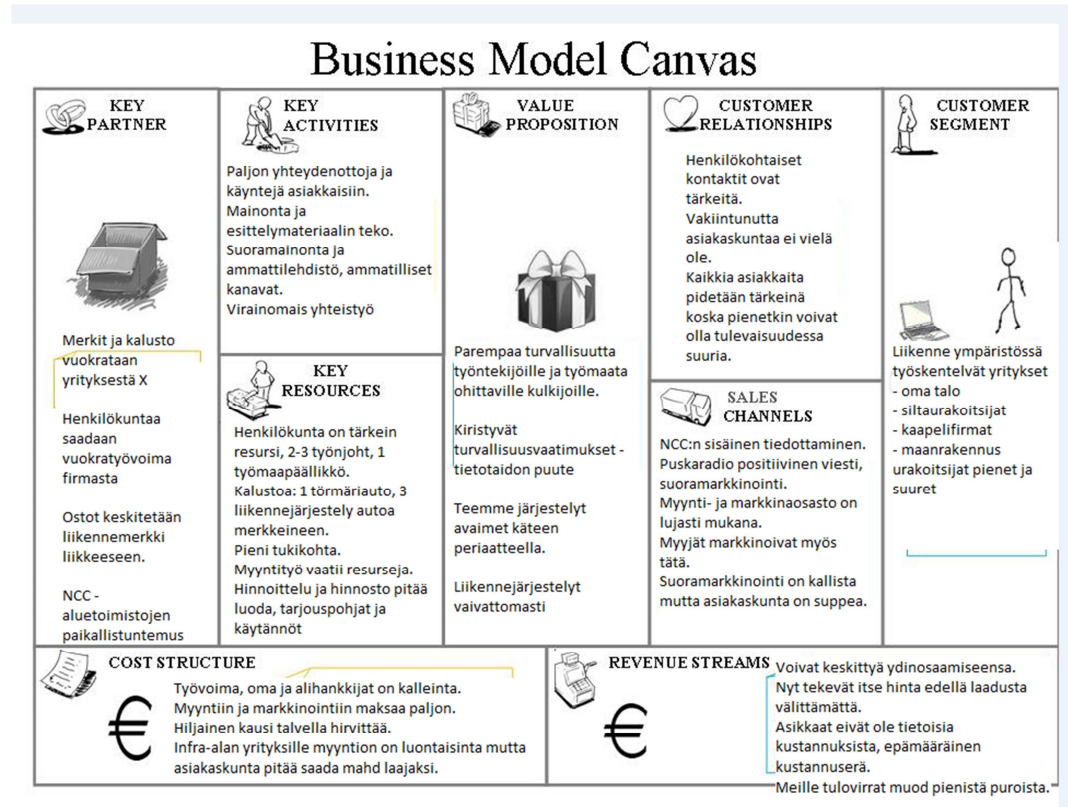 Business Model Canvas
KEY
PARTNER
Merkit ja kalusto
vuokrataan
yrityksestä X
Henkilökuntaa
saadaan
vuokratyövoima
firmasta
Ostot keskitetään
liikennemerkki
liikkeeseen.
NCC -
aluetoimistojen
paikallistuntemus
KEY
ACTIVITIES
Paljon yhteydenottoja ja
käyntejä asiakkaisiin.
Mainonta ja
esittelymateriaalin teko.
Suoramainonta ja
ammattilehdistö, ammatilliset
kanavat.
Virainomais yhteistyö
KEY
RESOURCES
Henkilökunta on tärkein
resursi, 2-3 työnjoht, 1
työmaapäällikkö.
Kalustoa: 1 törmäriauto, 3
liikennejärjestely autoa
merkkeineen.
Pieni tukikohta.
Myyntityö vaatii resurseja.
Hinnoittelu ja hinnosto pitää
luoda, tarjouspohjat ja
käytännöt
VALUE
PROPOSITION
Parempaa turvallisuutta
työntekijöille ja työmaata
ohittaville kulkijoille.
Kiristyvät
turvallisuusvaatimukset -
tietotaidon puute
Teemme järjestelyt
avaimet käteen
periaatteella.
Liikennejärjestelyt
vaivattomasti
CUSTOMER
RELATIONSHIPS
Henkilökohtaiset
kontaktit ovat
tärkeitä.
Vakiintunutta
asiakaskuntaa ei vielä
ole.
Kaikkia asiakkaita
pidetään tärkeinä
koska pienetkin voivat
olla tulevaisuudessa
suuria.
SALES
CHANNELS
NCC:n sisäinen tiedottaminen.
Puskaradio positiivinen viesti,
suoramarkkinointi.
Myynti- ja markkinaosasto on
lujasti mukana.
Myyjät markkinoivat myös
tätä.
Suoramarkkinointi on kallista
mutta asiakaskunta on suppea.
CUSTOMER
SEGMENT
Liikenne ympäristössä
työskentelvät yritykset
- oma talo
- siltaurakoitsijat
- kaapelifirmat
- maanrakennus
urakoitsijat pienet ja
suuret
COST STRUCTURE
€
Työvoima, oma ja alihankkijat on kalleinta.
Myyntiin ja markkinointiin maksaa paljon.
Hiljainen kausi talvella hirvittää.
Infra-alan yrityksille myyntion on luontaisinta mutta
asiakaskunta pitää saada mahd laajaksi.
REVENUE STREAMS
€
Voivat keskittyä ydinosaamiseensa.
Nyt tekevät itse hinta edellä laadusta
välittämättä.
Asikkaat eivät ole tietoisia
kustannuksista, epämääräinen
kustannuserä.
Meille tulovirrat muod pienistä puroista.